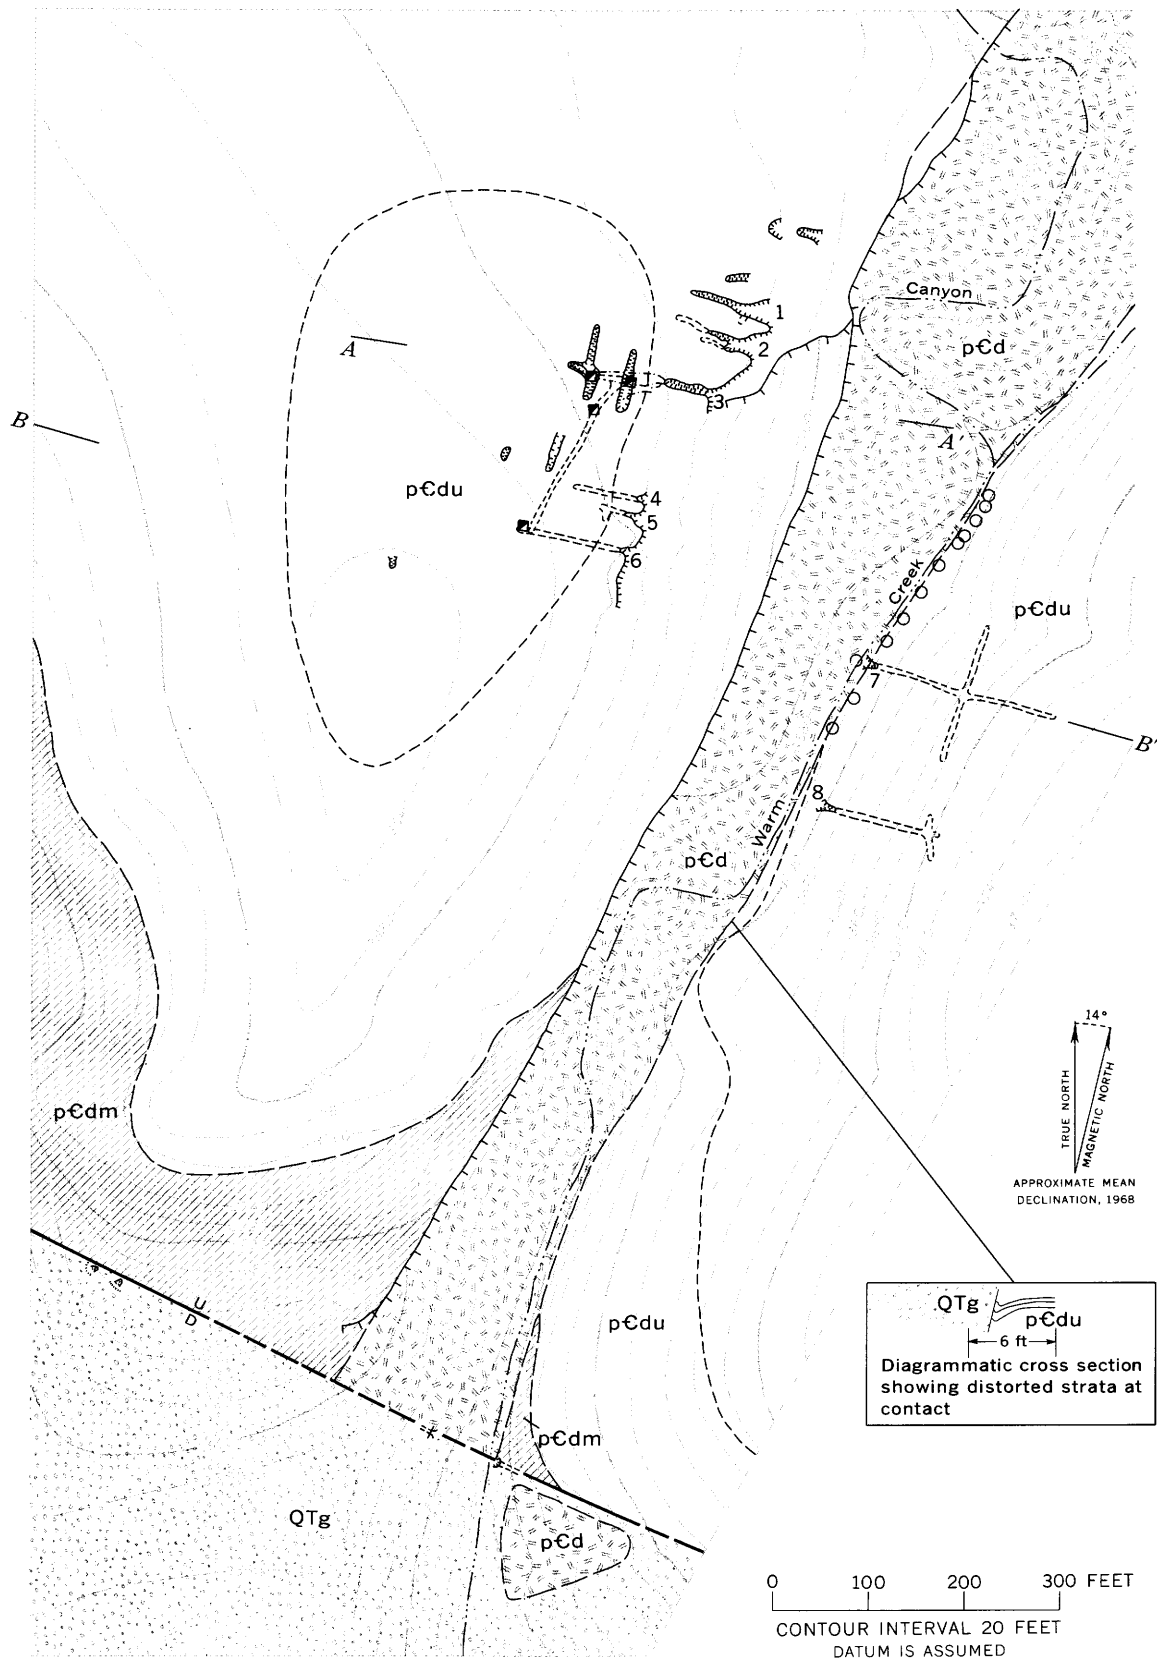 Canyon
1
p€d
2
A
3
B
A'
p€du
4
5
6
Creek
p€du
7
B'
8
Warm
p€d
14°
TRUE NORTH
MAGNETIC NORTH
p€dm
APPROXIMATE MEAN
DECLINATION, 1968
U
D
QTg
p€du
6 ft
p€du
Diagrammatic cross section
showing distorted strata at
contact
p€dm
QTg
p€d
0 100 200 300 FEET
CONTOUR INTERVAL 20 FEET
DATUM IS ASSUMED